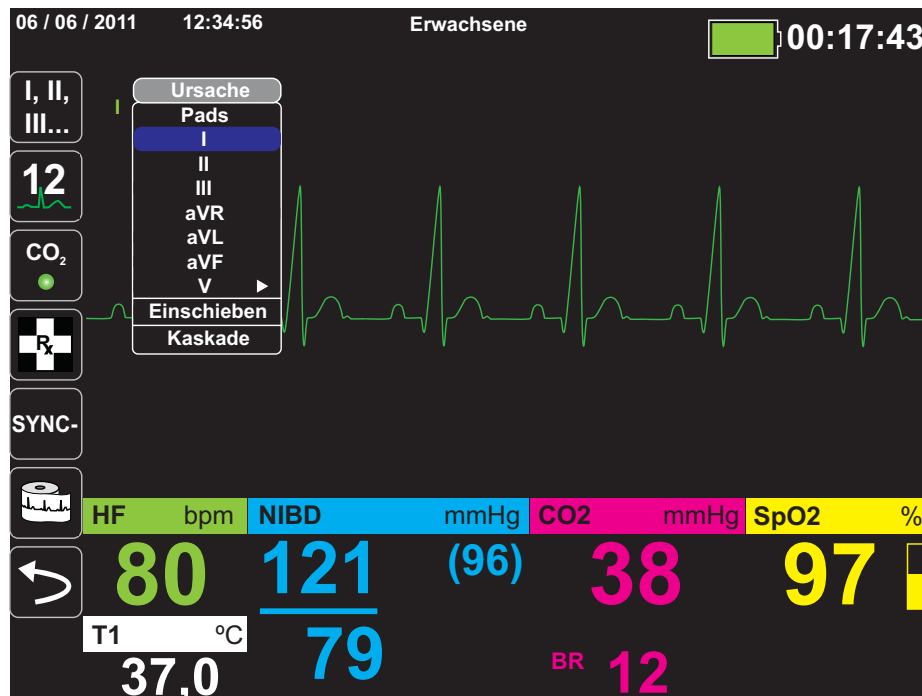 06 / 06 / 2011 12:34:56 Erwachsene 00:17:43
I, II,
III...
I
Ursache
Pads
I
II
III
aVR
aVL
aVF
V
Einschieben
Kaskade
12
CO₂
Rx
SYNC-
HF bpm NIBD mmHg CO2 mmHg SpO2 %
80 121 (96) 38 97
79
T1 ºC
37,0
BR 12